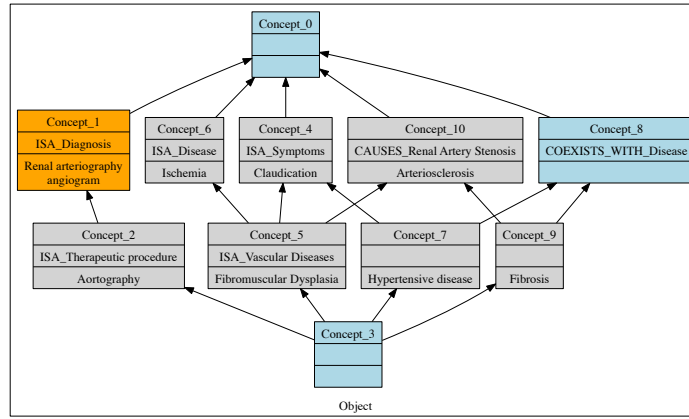 Concept_0
Concept_1
ISA_Diagnosis
Renal arteriography
angiogram
Concept_6
ISA_Disease
Ischemia
Concept_4
ISA_Symptoms
Claudication
Concept_10
CAUSES_Renal Artery Stenosis
Arteriosclerosis
Concept_8
COEXISTS_WITH_Disease
Concept_2
ISA_Therapeutic procedure
Aortography
Concept_5
ISA_Vascular Diseases
Fibromuscular Dysplasia
Concept_7
Hypertensive disease
Concept_9
Fibrosis
Concept_3
Object